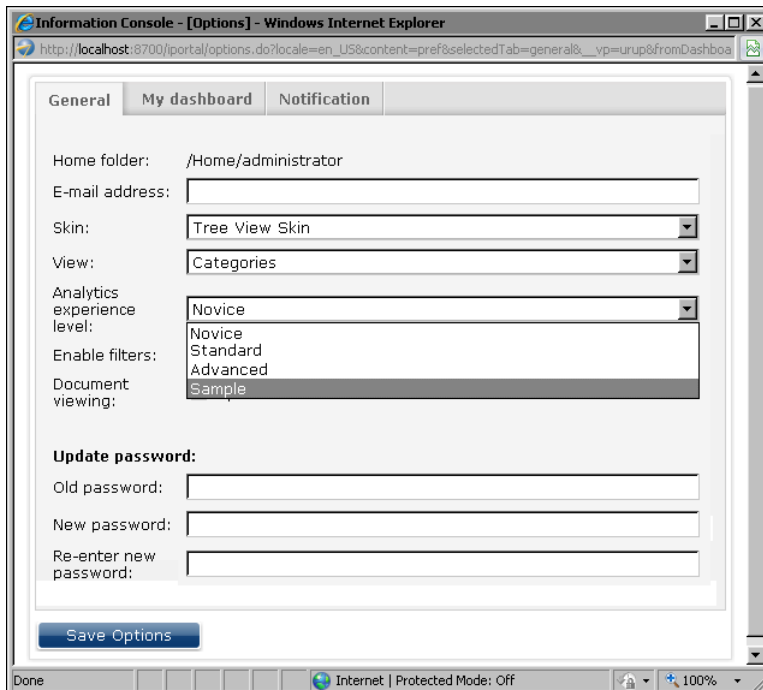 Information Console - [Options] - Windows Internet Explorer
http://localhost:8700/iportal/options.do?locale=en_US&content=pref&selectedTab=general&__vp=urup&fromDashboa
General My dashboard Notification
Home folder: /Home/administrator
E-mail address:
Skin: Tree View Skin
View: Categories
Analytics
experience
level:
Novice
Novice
Standard
Enable filters:
Advanced
Document
viewing:
Sample
Update password:
Old password:
New password:
Re-enter new
password:
Save Options
Done Internet | Protected Mode: Off 100%